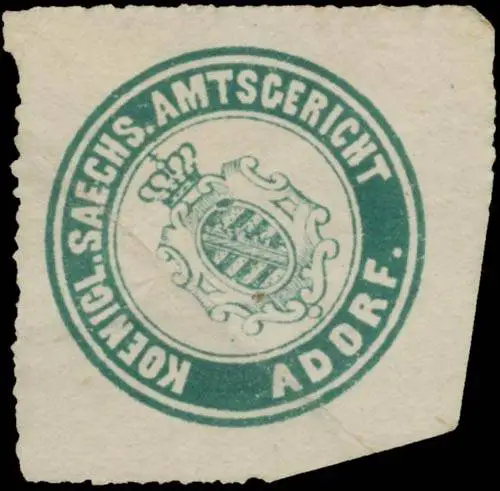 KOENIGL. SAECHS. AMTSGERICHT
ADORF.